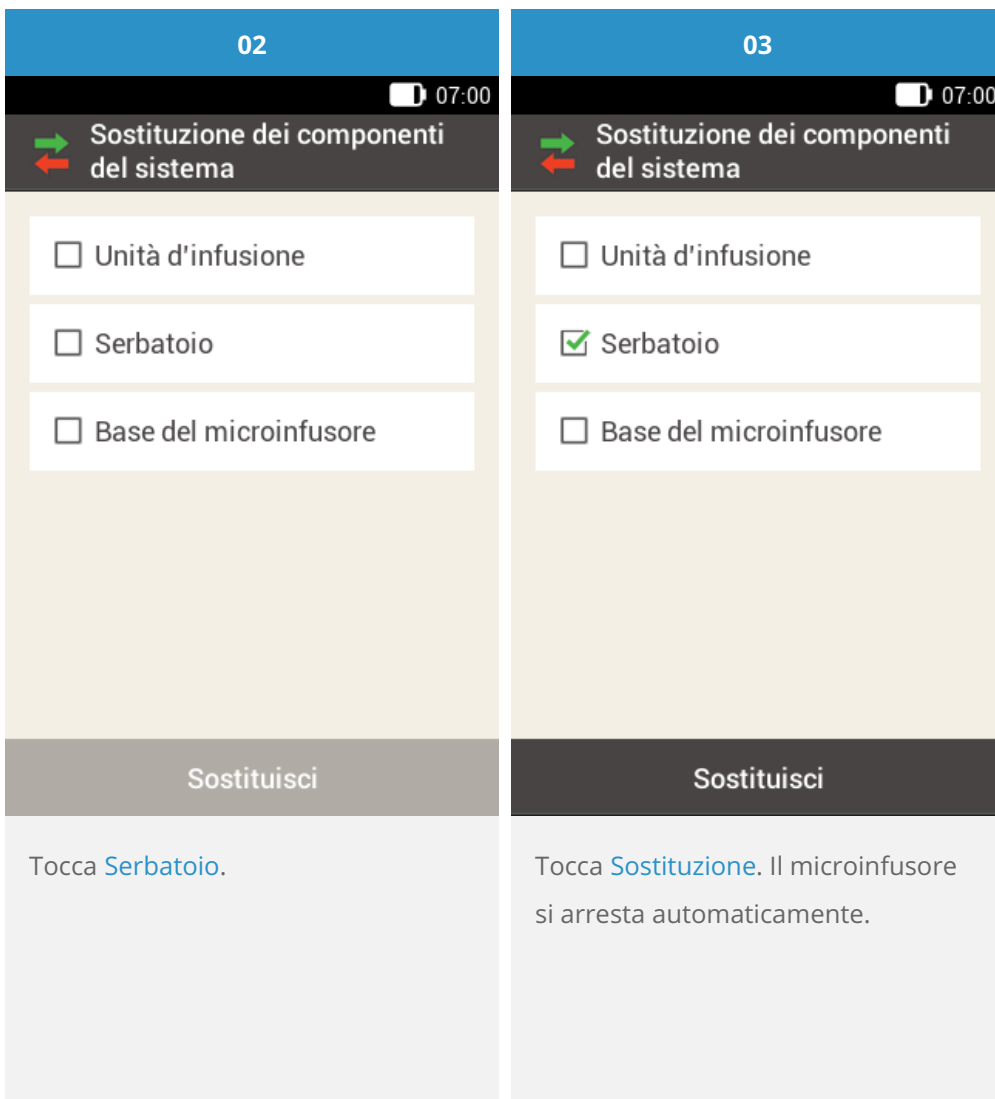 02
07:00
Sostituzione dei componenti
del sistema
Unità d'infusione
Serbatoio
Base del microinfusore
Sostituisci
Tocca Serbatoio.
03
07:00
Sostituzione dei componenti
del sistema
Unità d'infusione
Serbatoio
Base del microinfusore
Sostituisci
Tocca Sostituzione. Il microinfusore
si arresta automaticamente.